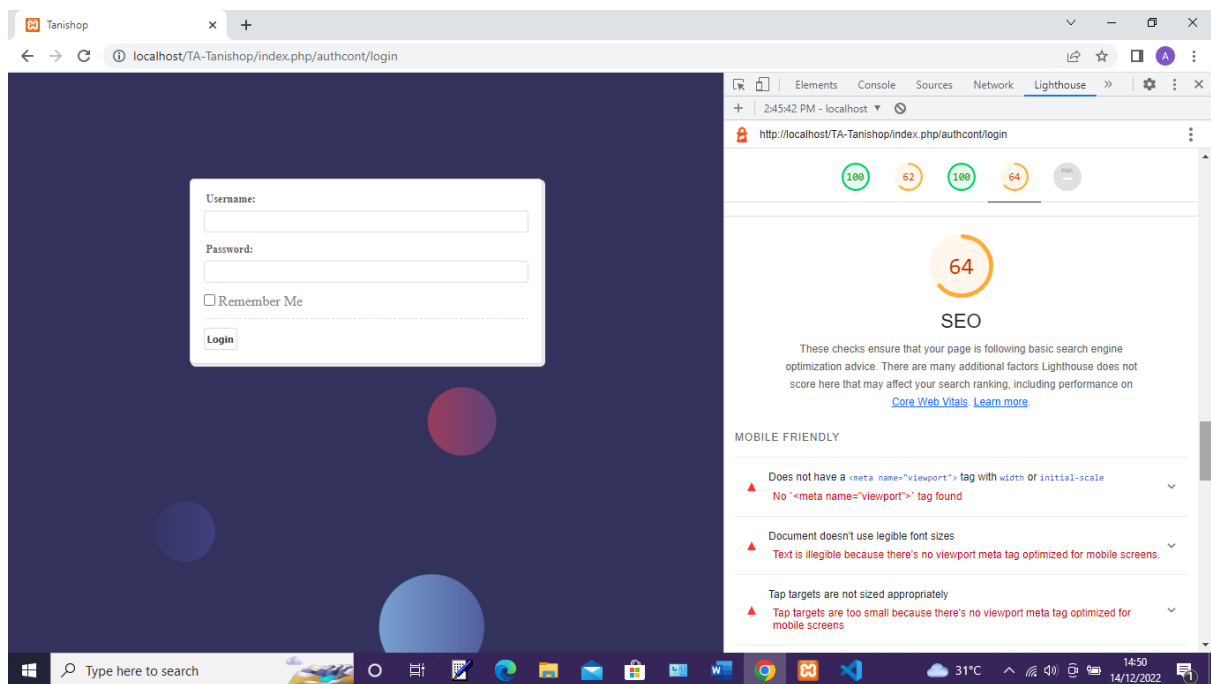 Tanishop
localhost/TA-Tanishop/index.php/authcont/login
A
Username:
Password:
Remember Me
Login
Elements Console Sources Network Lighthouse »
2:45:42 PM - localhost
http://localhost/TA-Tanishop/index.php/authcont/login
100 62 100 64
64
SEO
These checks ensure that your page is following basic search engine
optimization advice. There are many additional factors Lighthouse does not
score here that may affect your search ranking, including performance on
Core Web Vitals. Learn more.
MOBILE FRIENDLY
Does not have a <meta name="viewport"> tag with width or initial-scale
No `<meta name="viewport">` tag found
Document doesn't use legible font sizes
Text is illegible because there's no viewport meta tag optimized for mobile screens.
Tap targets are not sized appropriately
Tap targets are too small because there's no viewport meta tag optimized for
mobile screens
Type here to search
31°C
14:50
14/12/2022